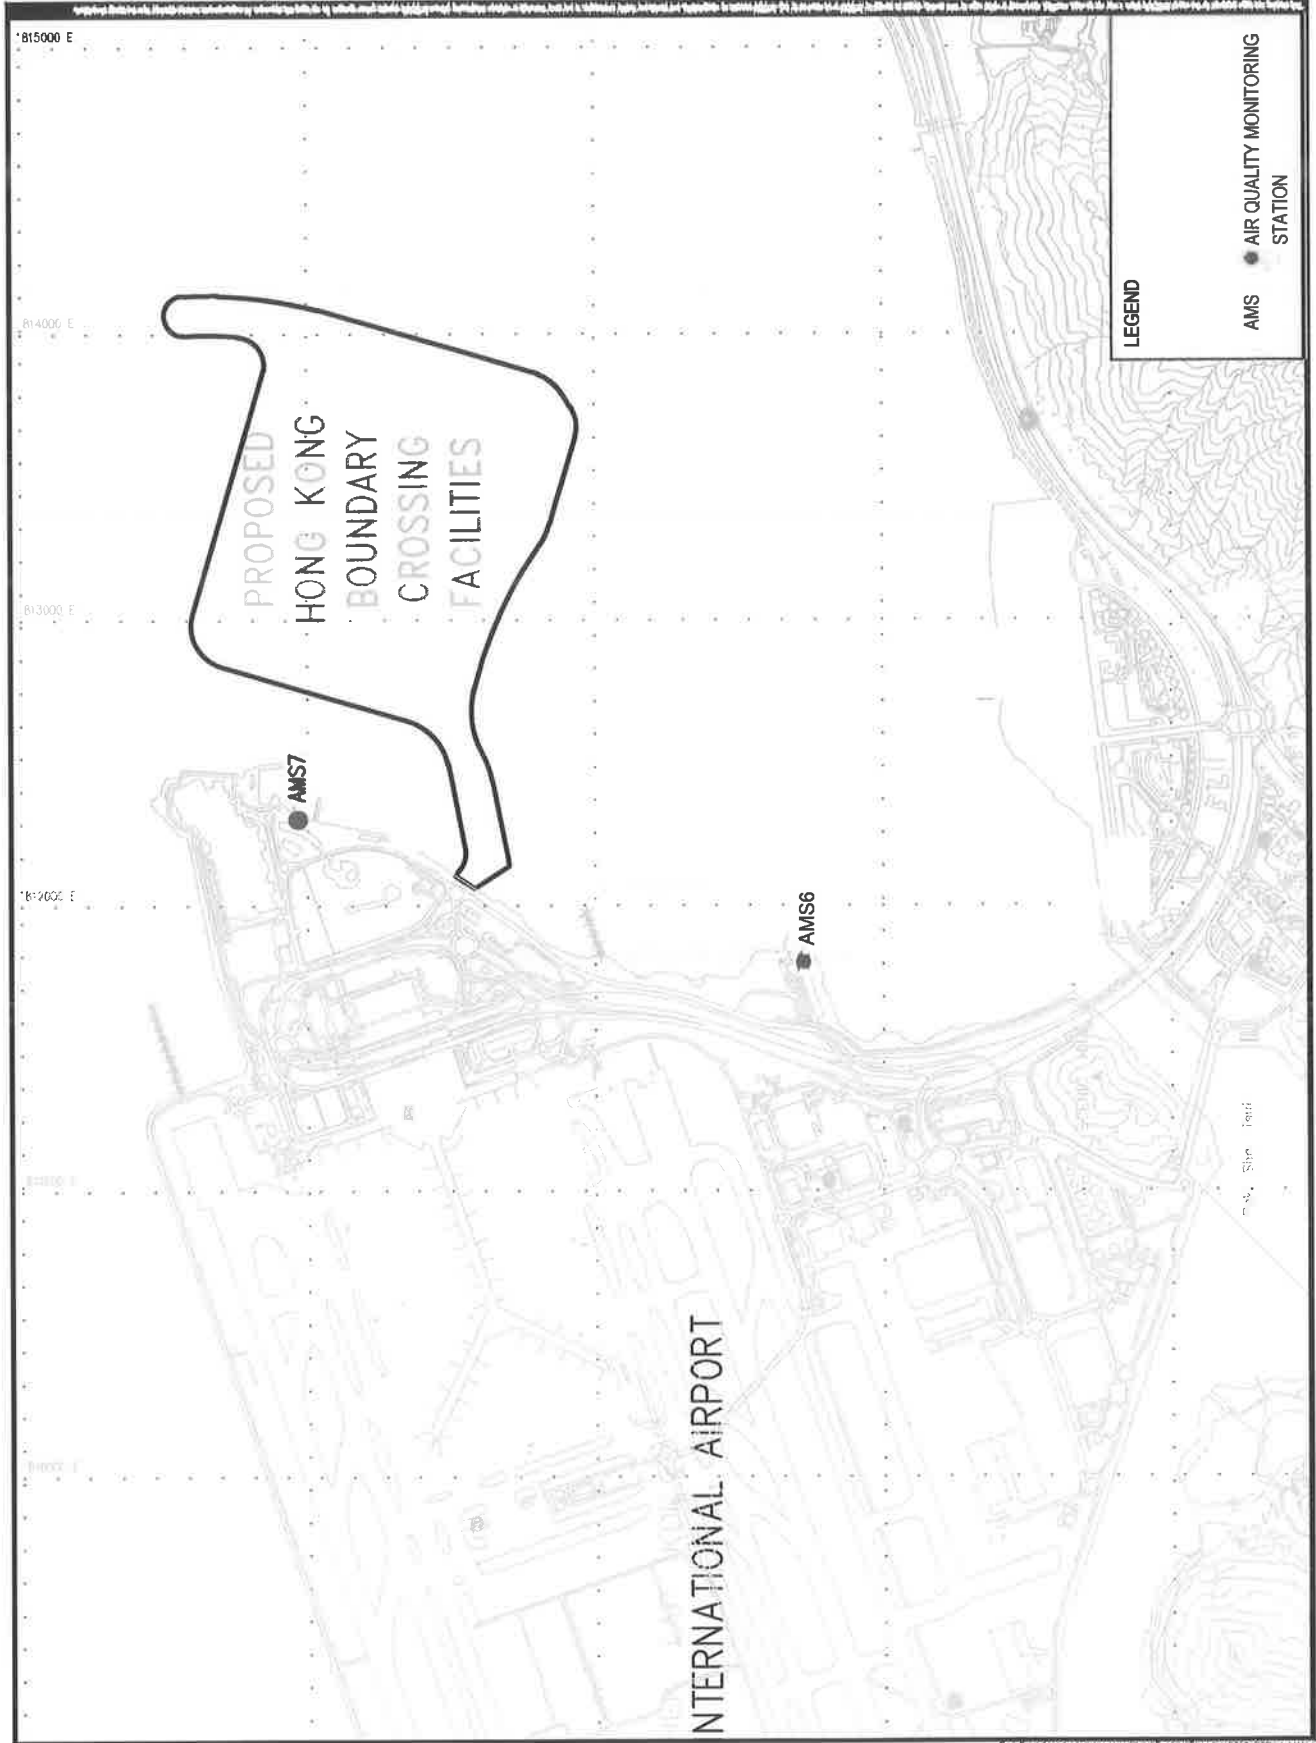 815000 E
814000 E
813000 E
812000 E
PROPOSED
HONG KONG
BOUNDARY
CROSSING
FACILITIES
AMS7
AMS6
NTERNATIONAL AIRPORT
LEGEND
AMS AIR QUALITY MONITORING
STATION